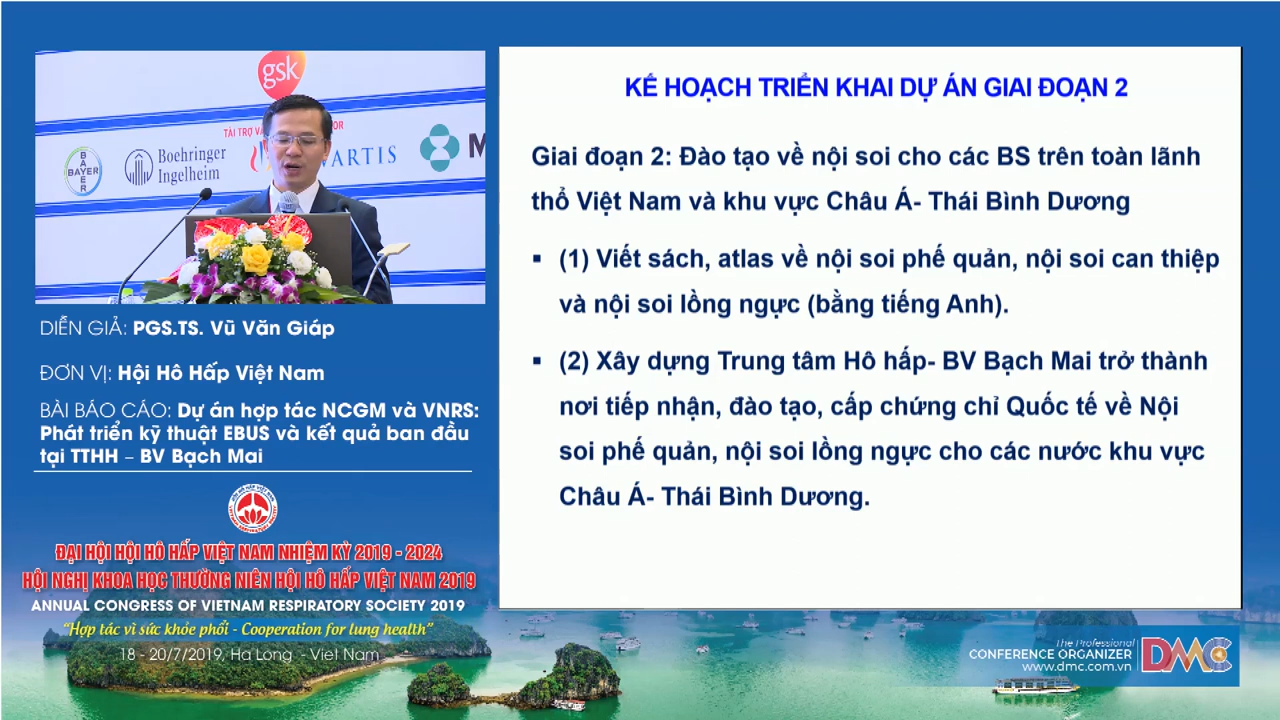 gsk
TÀI TRỢ VÀ
OR
BAYER
BAYER
Boehringer
Ingelheim
ARTIS
M
DIỄN GIẢ: PGS.TS. Vũ Văn Giáp
ĐƠN VỊ: Hội Hô Hấp Việt Nam
BÀI BÁO CÁO: Dự án hợp tác NCGM và VNRS:
Phát triển kỹ thuật EBUS và kết quả ban đầu
tại TTHH – BV Bạch Mai
ĐẠI HỘI HỘI HÔ HẤP VIỆT NAM NHIỆM KỲ 2019 - 2024
HỘI NGHỊ KHOA HỌC THƯỜNG NIÊN HỘI HÔ HẤP VIỆT NAM 2019
ANNUAL CONGRESS OF VIETNAM RESPIRATORY SOCIETY 2019
“Hợp tác vì sức khỏe phổi - Cooperation for lung health”
18 - 20/7/2019, Ha Long - Viet Nam
KẾ HOẠCH TRIỂN KHAI DỰ ÁN GIAI ĐOẠN 2
Giai đoạn 2: Đào tạo về nội soi cho các BS trên toàn lãnh
thổ Việt Nam và khu vực Châu Á- Thái Bình Dương
▪ (1) Viết sách, atlas về nội soi phế quản, nội soi can thiệp
và nội soi lồng ngực (bằng tiếng Anh).
▪ (2) Xây dựng Trung tâm Hô hấp- BV Bạch Mai trở thành
nơi tiếp nhận, đào tạo, cấp chứng chỉ Quốc tế về Nội
soi phế quản, nội soi lồng ngực cho các nước khu vực
Châu Á- Thái Bình Dương.
The Professional
CONFERENCE ORGANIZER
www.dmc.com.vn
DMC